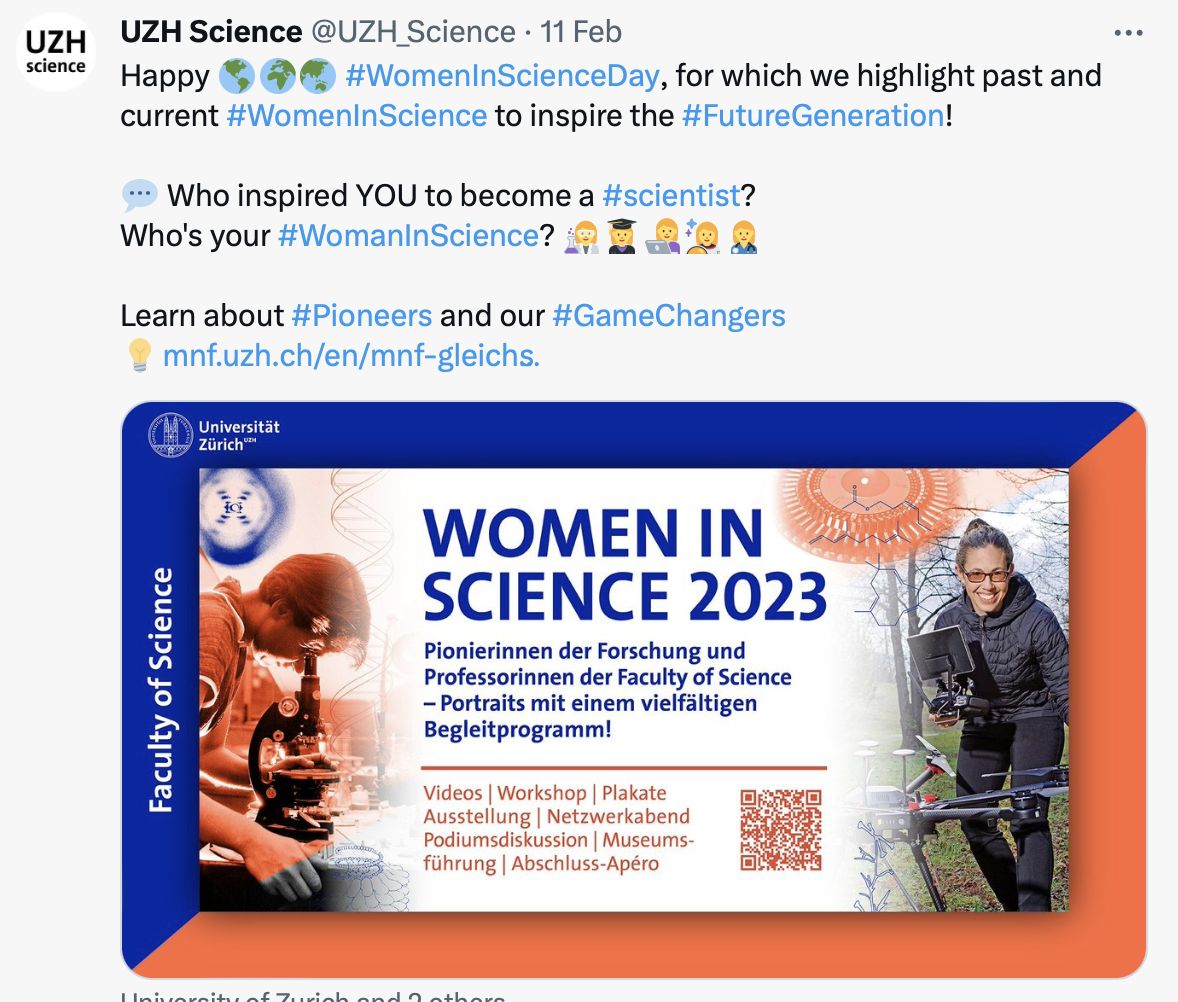 UZH
science
UZH Science @UZH_Science · 11 Feb
Happy 🌎🌍🌏 #WomenInScienceDay, for which we highlight past and
current #WomenInScience to inspire the #FutureGeneration!
💬 Who inspired YOU to become a #scientist?
Who's your #WomanInScience? 👩‍🔬👩‍🎓👩‍💻👩‍🚀👩‍⚕️
Learn about #Pioneers and our #GameChangers
💡 mnf.uzh.ch/en/mnf-gleichs.
Universität
Zürich UZH
Faculty of Science
WOMEN IN
SCIENCE 2023
Pionierinnen der Forschung und
Professorinnen der Faculty of Science
– Portraits mit einem vielfältigen
Begleitprogramm!
Videos | Workshop | Plakate
Ausstellung | Netzwerkabend
Podiumsdiskussion | Museums-
führung | Abschluss-Apéro
University of Zurich and 2 others